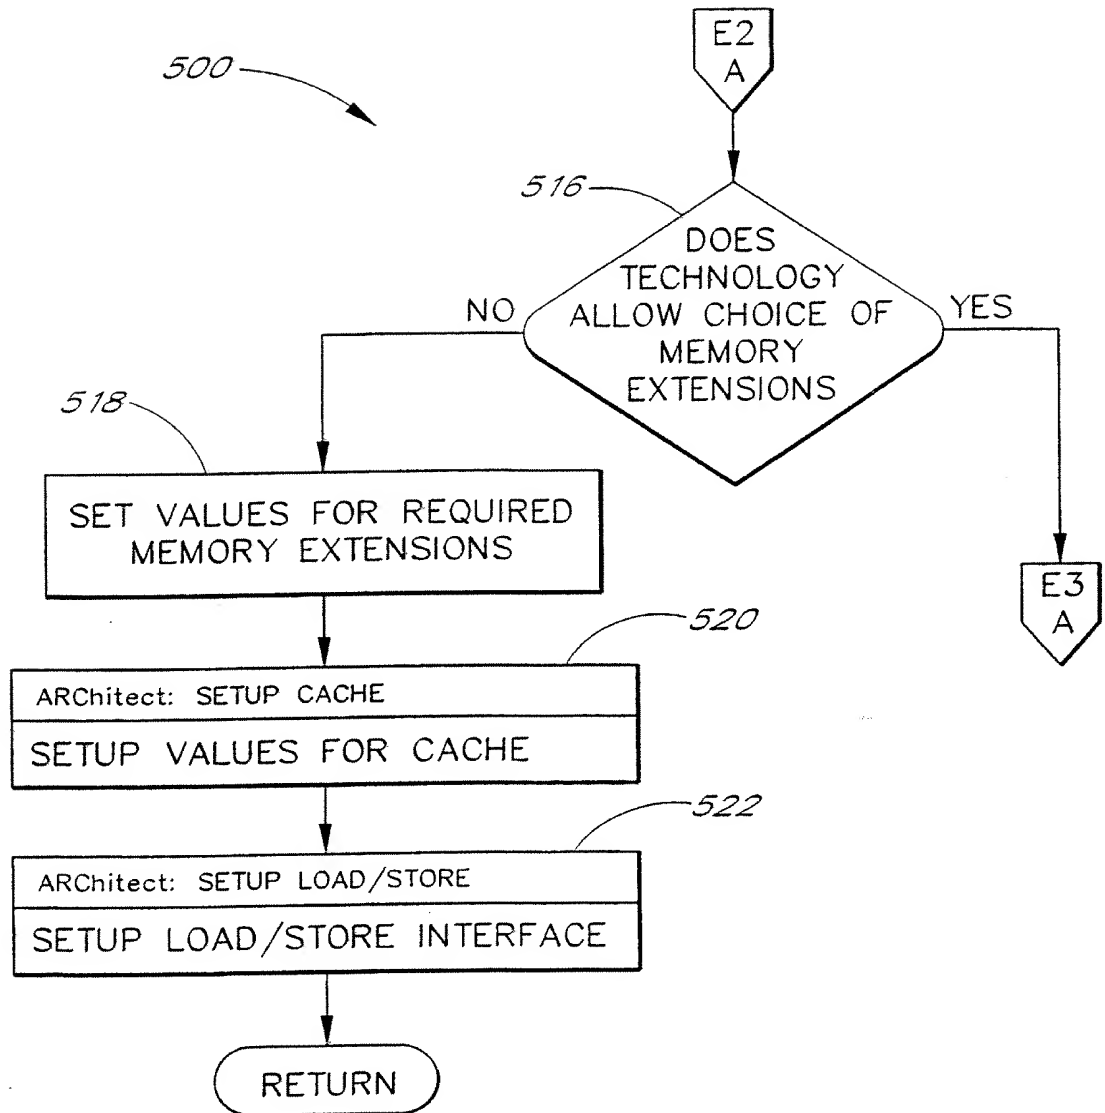 500
E2
A
516
DOES
TECHNOLOGY
ALLOW CHOICE OF
MEMORY
EXTENSIONS
NO
YES
518
SET VALUES FOR REQUIRED
MEMORY EXTENSIONS
E3
A
520
ARChitect: SETUP CACHE
SETUP VALUES FOR CACHE
522
ARChitect: SETUP LOAD/STORE
SETUP LOAD/STORE INTERFACE
RETURN